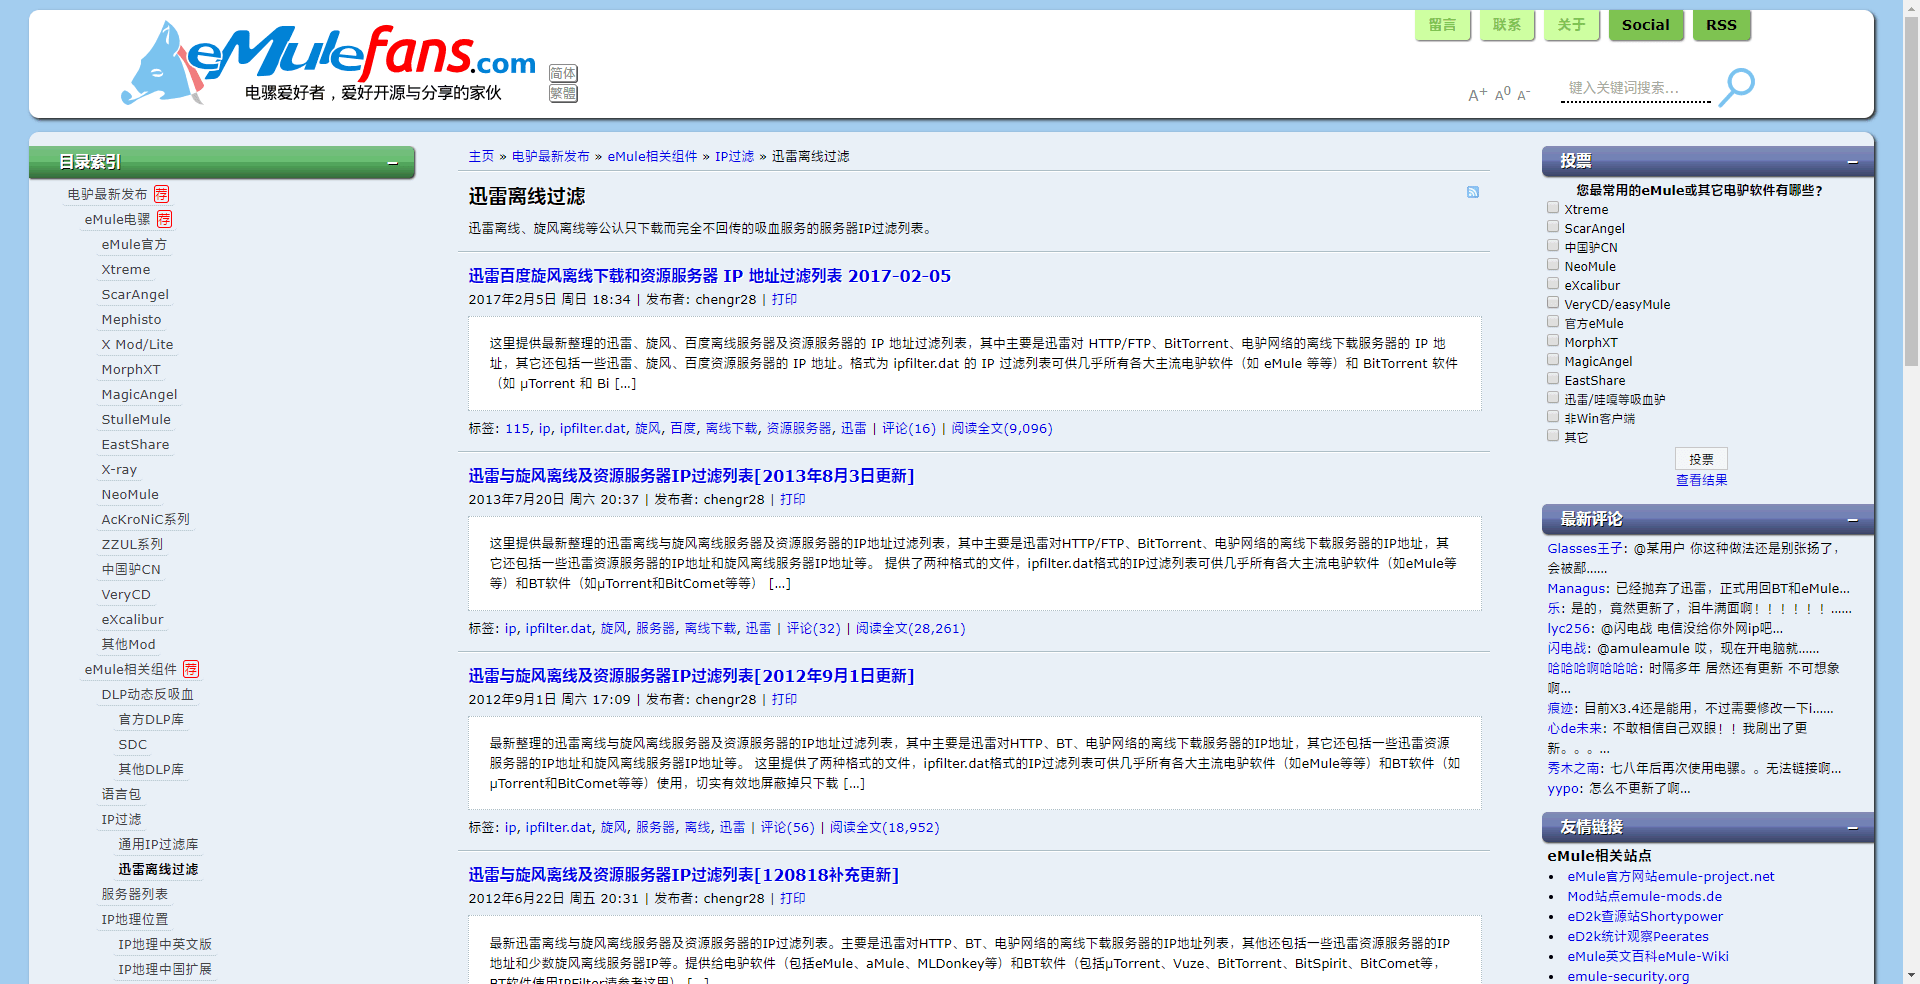 eMulefans.com
电骡爱好者，爱好开源与分享的家伙
简体
繁體
留言
联系
关于
Social
RSS
A+ A0 A-
键入关键词搜索…
目录索引
电驴最新发布 荐
eMule电骡 荐
eMule官方
Xtreme
ScarAngel
Mephisto
X Mod/Lite
MorphXT
MagicAngel
StulleMule
EastShare
X-ray
NeoMule
AcKroNiC系列
ZZUL系列
中国驴CN
VeryCD
eXcalibur
其他Mod
eMule相关组件 荐
DLP动态反吸血
官方DLP库
SDC
其他DLP库
语言包
IP过滤
通用IP过滤库
迅雷离线过滤
服务器列表
IP地理位置
IP地理中英文版
IP地理中国扩展
主页 » 电驴最新发布 » eMule相关组件 » IP过滤 » 迅雷离线过滤
迅雷离线过滤
迅雷离线、旋风离线等公认只下载而完全不回传的吸血服务的服务器IP过滤列表。
迅雷百度旋风离线下载和资源服务器 IP 地址过滤列表 2017-02-05
2017年2月5日 周日 18:34 | 发布者: chengr28 | 打印
这里提供最新整理的迅雷、旋风、百度离线服务器及资源服务器的 IP 地址过滤列表，其中主要是迅雷对 HTTP/FTP、BitTorrent、电驴网络的离线下载服务器的 IP 地
址，其它还包括一些迅雷、旋风、百度资源服务器的 IP 地址。格式为 ipfilter.dat 的 IP 过滤列表可供几乎所有各大主流电驴软件（如 eMule 等等）和 BitTorrent 软件
（如 µTorrent 和 Bi [...]
标签: 115, ip, ipfilter.dat, 旋风, 百度, 离线下载, 资源服务器, 迅雷 | 评论(16) | 阅读全文(9,096)
迅雷与旋风离线及资源服务器IP过滤列表[2013年8月3日更新]
2013年7月20日 周六 20:37 | 发布者: chengr28 | 打印
这里提供最新整理的迅雷离线与旋风离线服务器及资源服务器的IP地址过滤列表，其中主要是迅雷对HTTP/FTP、BitTorrent、电驴网络的离线下载服务器的IP地址，其
它还包括一些迅雷资源服务器的IP地址和旋风离线服务器IP地址等。 提供了两种格式的文件，ipfilter.dat格式的IP过滤列表可供几乎所有各大主流电驴软件（如eMule等
等）和BT软件（如µTorrent和BitComet等等） [...]
标签: ip, ipfilter.dat, 旋风, 服务器, 离线下载, 迅雷 | 评论(32) | 阅读全文(28,261)
迅雷与旋风离线及资源服务器IP过滤列表[2012年9月1日更新]
2012年9月1日 周六 17:09 | 发布者: chengr28 | 打印
最新整理的迅雷离线与旋风离线服务器及资源服务器的IP地址过滤列表，其中主要是迅雷对HTTP、BT、电驴网络的离线下载服务器的IP地址，其它还包括一些迅雷资源
服务器的IP地址和旋风离线服务器IP地址等。 这里提供了两种格式的文件，ipfilter.dat格式的IP过滤列表可供几乎所有各大主流电驴软件（如eMule等等）和BT软件（如
µTorrent和BitComet等等）使用，切实有效地屏蔽掉只下载 [...]
标签: ip, ipfilter.dat, 旋风, 服务器, 离线, 迅雷 | 评论(56) | 阅读全文(18,952)
迅雷与旋风离线及资源服务器IP过滤列表[120818补充更新]
2012年6月22日 周五 20:31 | 发布者: chengr28 | 打印
最新迅雷离线与旋风离线服务器及资源服务器的IP过滤列表。主要是迅雷对HTTP、BT、电驴网络的离线下载服务器的IP地址列表，其他还包括一些迅雷资源服务器的IP
地址和少数旋风离线服务器IP等。提供给电驴软件（包括eMule、aMule、MLDonkey等）和BT软件（包括µTorrent、Vuze、BitTorrent、BitSpirit、BitComet等，
BT软件使用IPFilter请参考这里） [...]
投票
您最常用的eMule或其它电驴软件有哪些?
Xtreme
ScarAngel
中国驴CN
NeoMule
eXcalibur
VeryCD/easyMule
官方eMule
MorphXT
MagicAngel
EastShare
迅雷/哇嘎等吸血驴
非Win客户端
其它
投票
查看结果
最新评论
Glasses王子: @某用户 你这种做法还是别张扬了，
会被鄙......
Managus: 已经抛弃了迅雷，正式用回BT和eMule...
乐: 是的，竟然更新了，泪牛满面啊！！！！！！......
lyc256: @闪电战 电信没给你外网ip吧...
闪电战: @amuleamule 哎，现在开电脑就......
哈哈哈啊哈哈哈: 时隔多年 居然还有更新 不可想象
啊...
痕迹: 目前X3.4还是能用，不过需要修改一下i......
心de未来: 不敢相信自己双眼！！我刷出了更
新。。。...
秀木之南: 七八年后再次使用电骡。。无法链接啊...
yypo: 怎么不更新了啊...
友情链接
eMule相关站点
eMule官方网站emule-project.net
Mod站点emule-mods.de
eD2k查源站Shortypower
eD2k统计观察Peerates
eMule英文百科eMule-Wiki
emule-security.org